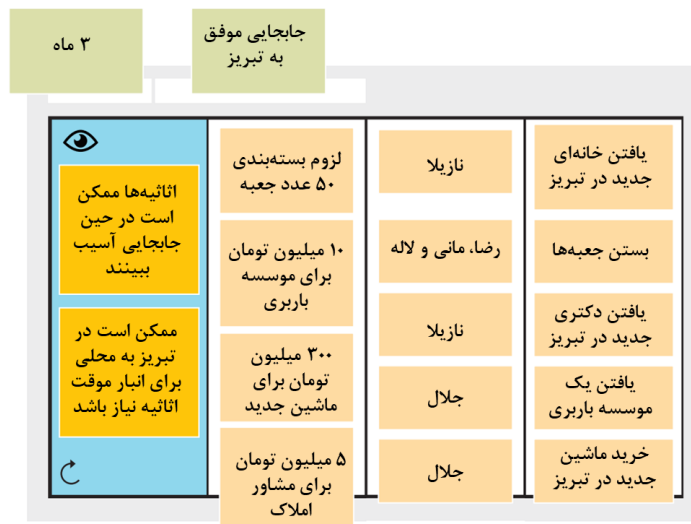 جابجایی موفق
به تبریز
۳ ماه
یافتن خانه‌ای
جدید در تبریز
بستن جعبه‌ها
یافتن دکتری
جدید در تبریز
یافتن یک
موسسه باربری
خرید ماشین
جدید در تبریز
نازیلا
رضا، مانی و لاله
نازیلا
جلال
جلال
لزوم بسته‌بندی
۵۰ عدد جعبه
۱۰ میلیون تومان
برای موسسه
باربری
۳۰۰ میلیون
تومان برای
ماشین جدید
۵ میلیون تومان
برای مشاور
املاک
اثاثیه‌ها ممکن
است در حین
جابجایی آسیب
ببینند
ممکن است در
تبریز به محلی
برای انبار موقت
اثاثیه نیاز باشد